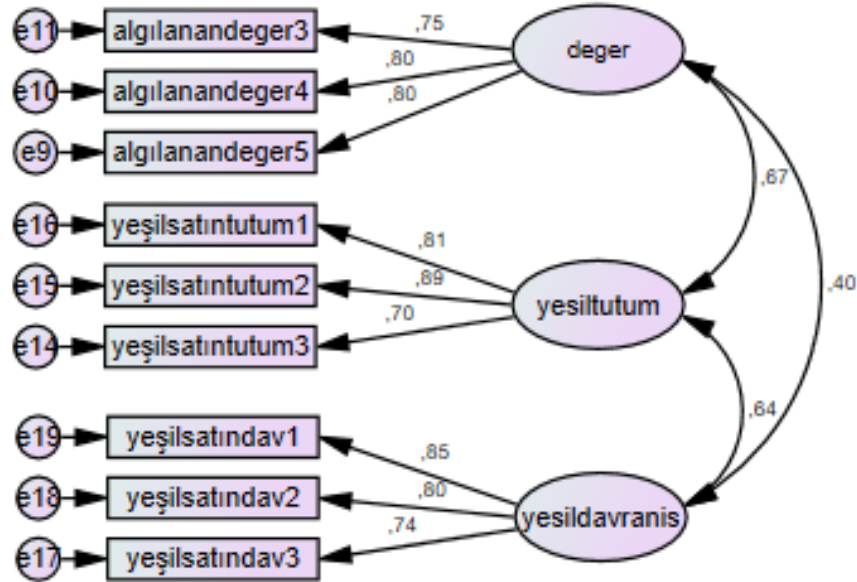 e11 algılanandeger3 ,75 deger
e10 algılanandeger4 ,80
e9 algılanandeger5 ,80
,67
e16 yeşilsatıntutum1 ,81
e15 yeşilsatıntutum2 ,89 yesiltutum ,40
e14 yeşilsatıntutum3 ,70
,64
e19 yeşilsatındav1 ,85
e18 yeşilsatındav2 ,80 yesildavranis
e17 yeşilsatındav3 ,74